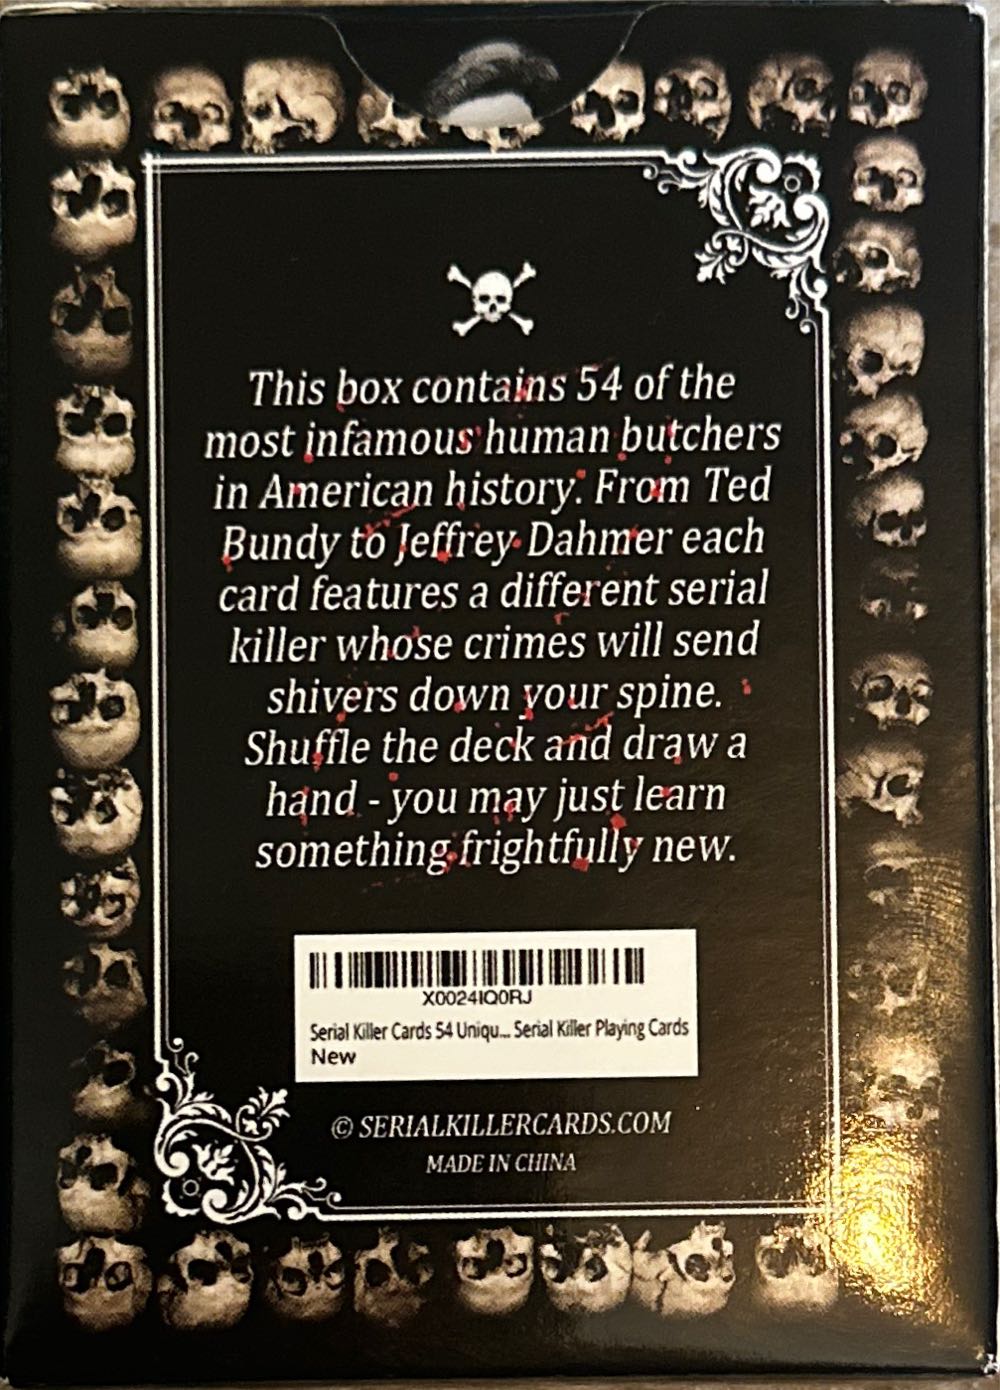 This box contains 54 of the
most infamous human butchers
in American history. From Ted
Bundy to Jeffrey Dahmer each
card features a different serial
killer whose crimes will send
shivers down your spine.
Shuffle the deck and draw a
hand - you may just learn
something frightfully new.
X0024IQ0RJ
Serial Killer Cards 54 Uniqu... Serial Killer Playing Cards
New
© SERIALKILLERCARDS.COM
MADE IN CHINA